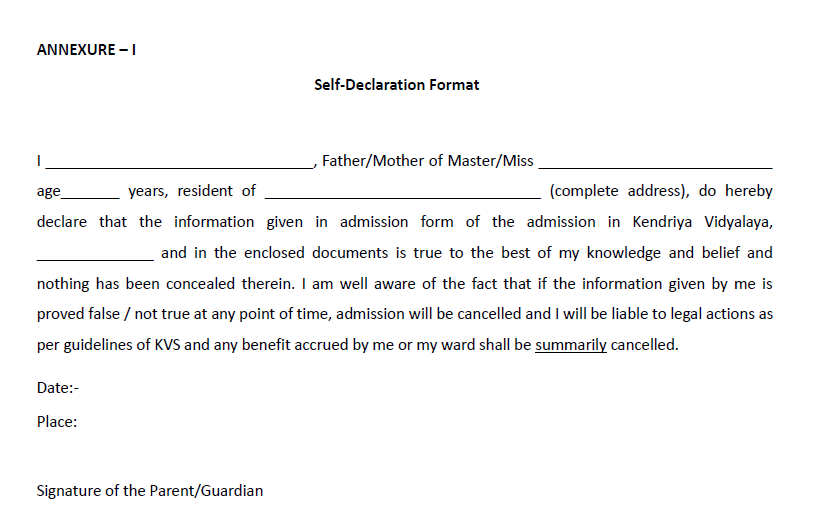 ANNEXURE – I
Self-Declaration Format
I ________________________________, Father/Mother of Master/Miss ____________________________
age_______ years, resident of _________________________________ (complete address), do hereby
declare that the information given in admission form of the admission in Kendriya Vidyalaya,
______________ and in the enclosed documents is true to the best of my knowledge and belief and
nothing has been concealed therein. I am well aware of the fact that if the information given by me is
proved false / not true at any point of time, admission will be cancelled and I will be liable to legal actions as
per guidelines of KVS and any benefit accrued by me or my ward shall be summarily cancelled.
Date:-
Place:
Signature of the Parent/Guardian